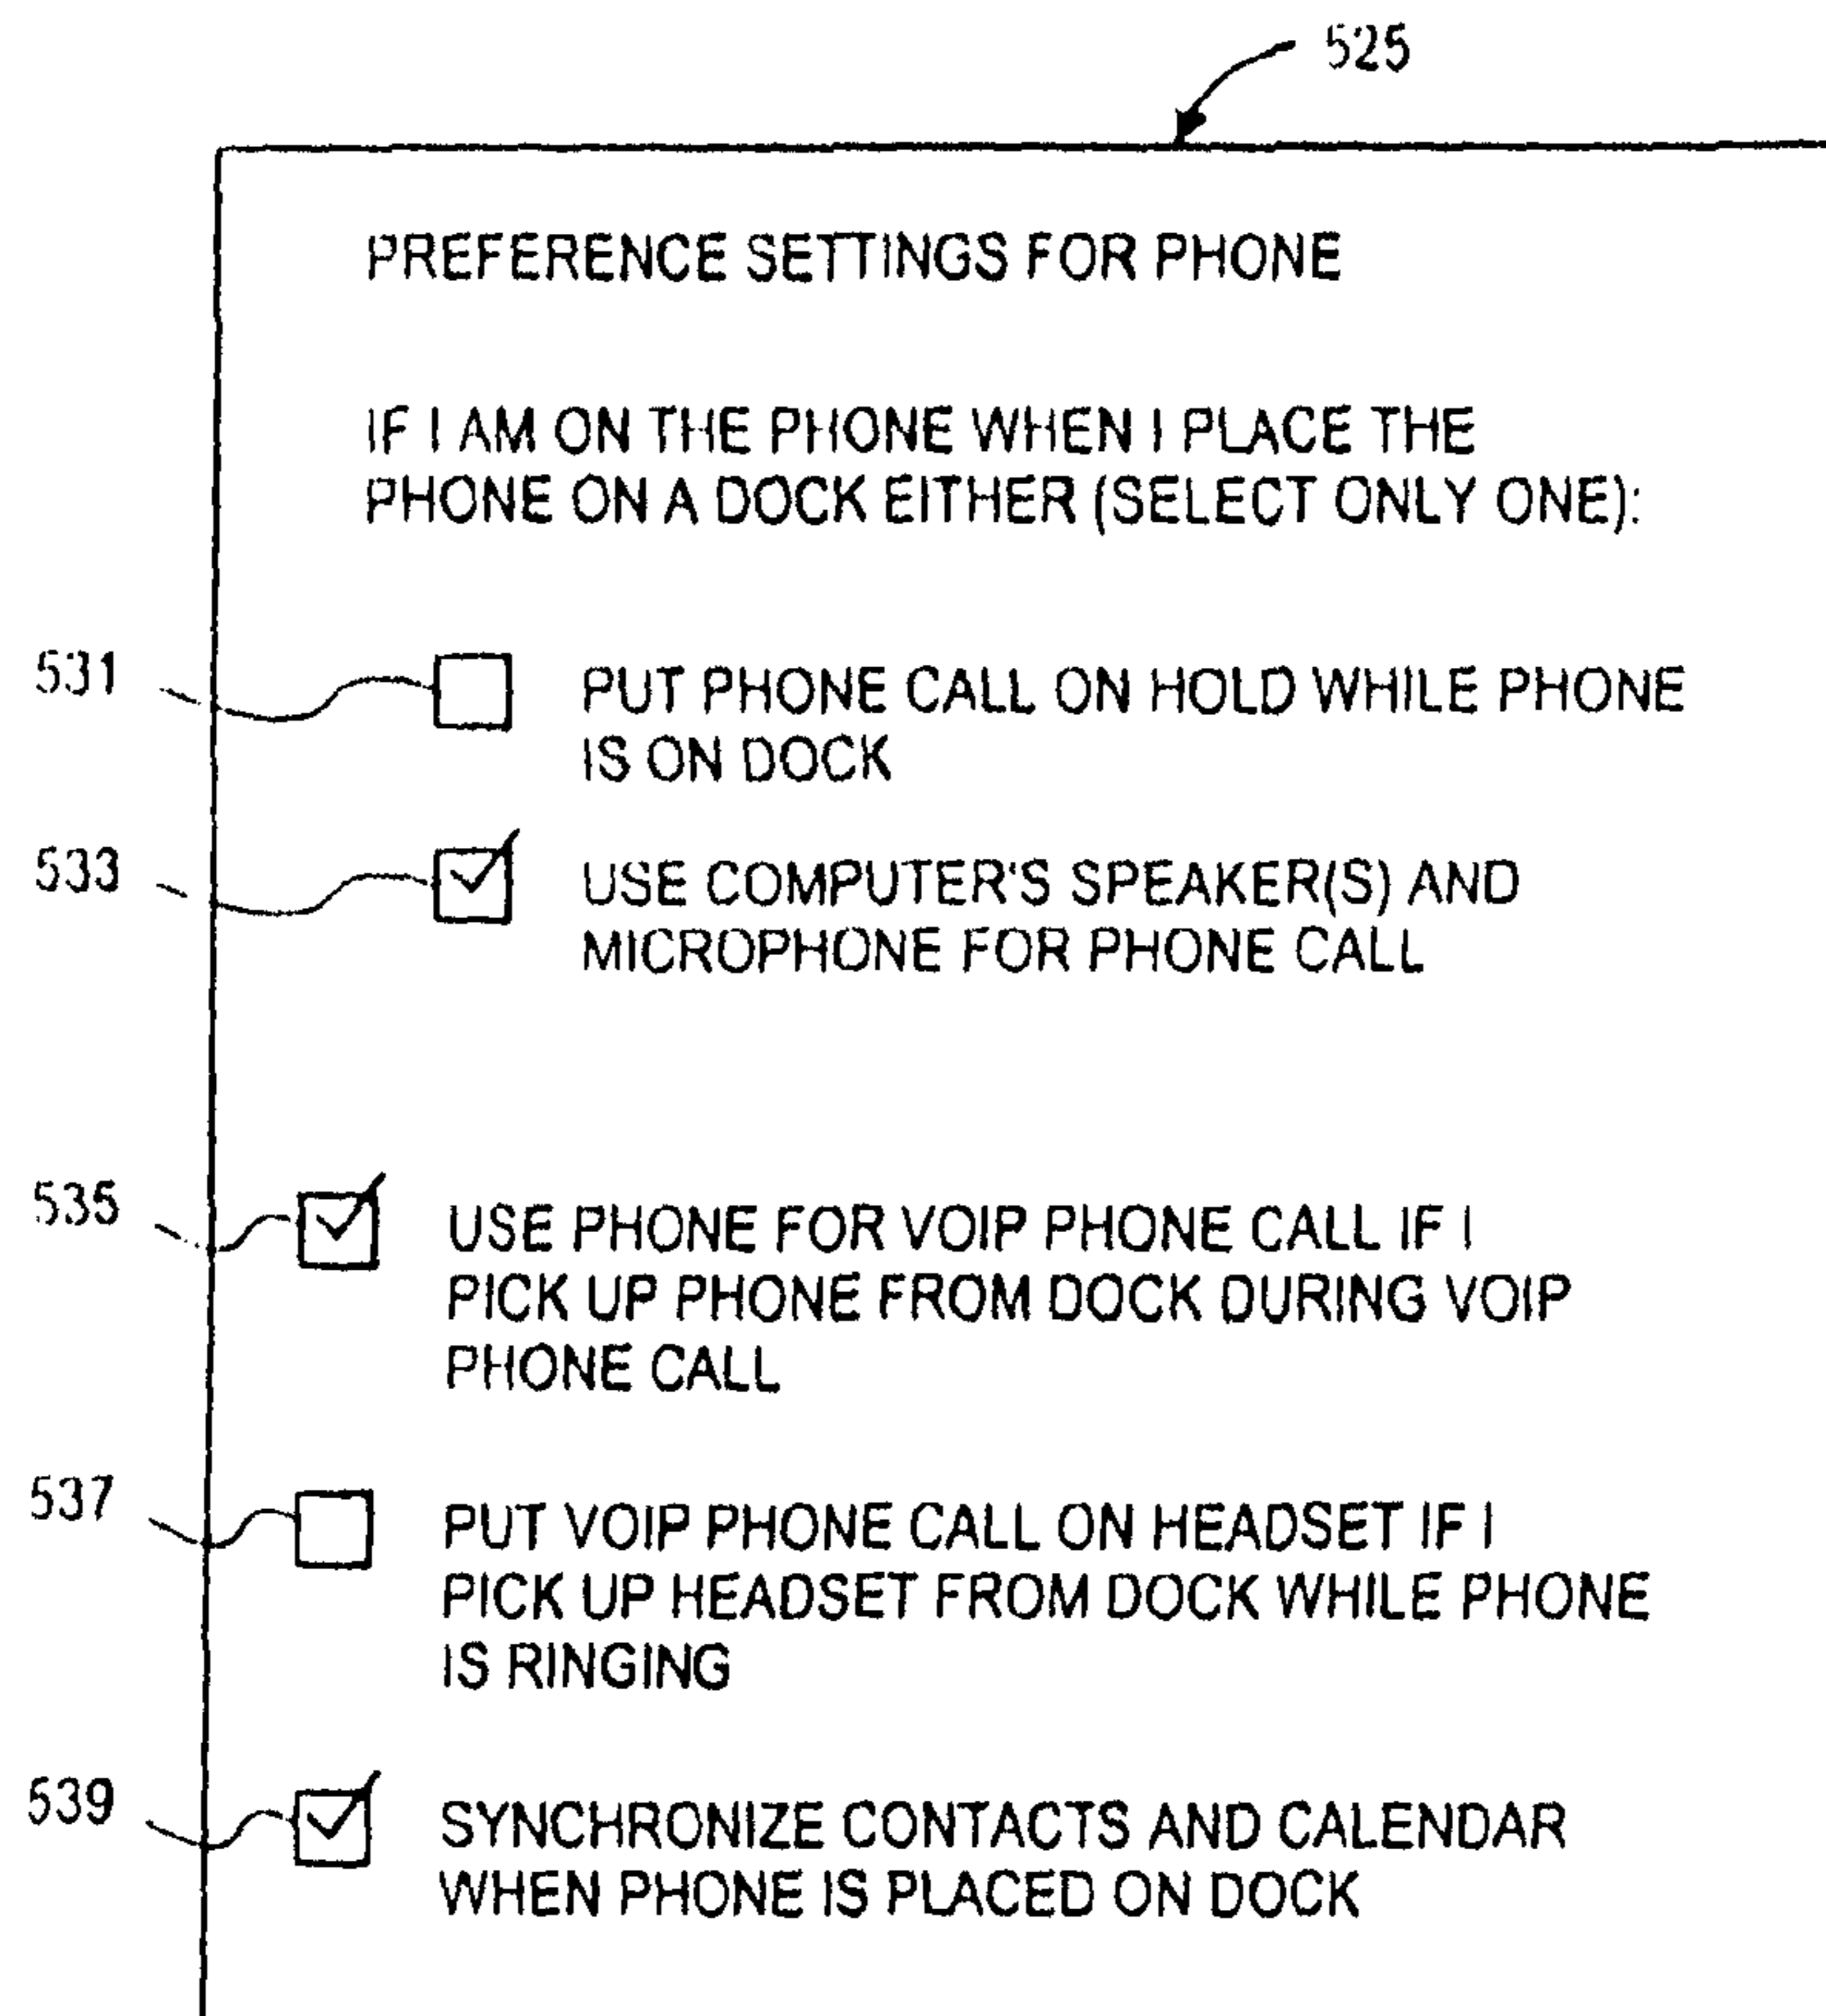 525
PREFERENCE SETTINGS FOR PHONE
IF I AM ON THE PHONE WHEN I PLACE THE
PHONE ON A DOCK EITHER (SELECT ONLY ONE):
531
PUT PHONE CALL ON HOLD WHILE PHONE
IS ON DOCK
533
USE COMPUTER'S SPEAKER(S) AND
MICROPHONE FOR PHONE CALL
535
USE PHONE FOR VOIP PHONE CALL IF I
PICK UP PHONE FROM DOCK DURING VOIP
PHONE CALL
537
PUT VOIP PHONE CALL ON HEADSET IF I
PICK UP HEADSET FROM DOCK WHILE PHONE
IS RINGING
539
SYNCHRONIZE CONTACTS AND CALENDAR
WHEN PHONE IS PLACED ON DOCK